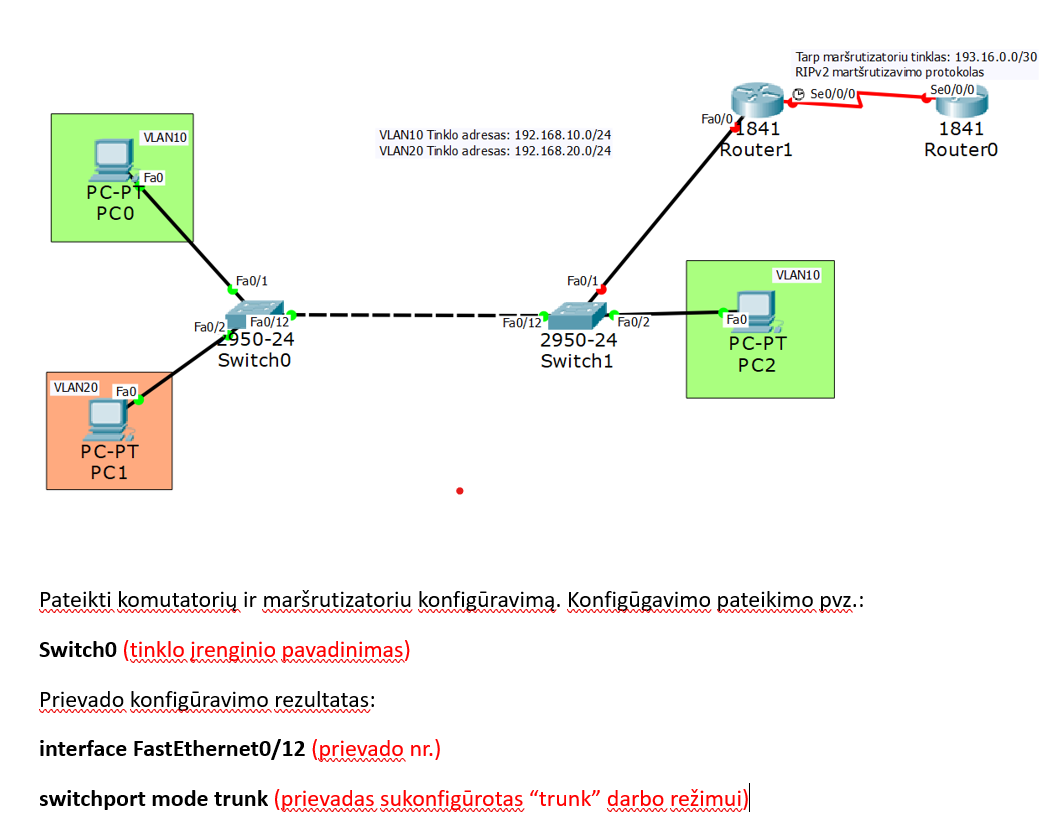 Tarp maršrutizatoriu tinklas: 193.16.0.0/30
RIPv2 martšrutizavimo protokolas
Se0/0/0
Se0/0/0
Fa0/0
1841
Router1
1841
Router0
VLAN10 Tinklo adresas: 192.168.10.0/24
VLAN20 Tinklo adresas: 192.168.20.0/24
VLAN10
Fa0
PC-PT
PC0
Fa0/1
Fa0/2
Fa0/12
2950-24
Switch0
Fa0/1
Fa0/12
Fa0/2
2950-24
Switch1
VLAN10
Fa0
PC-PT
PC2
VLAN20
Fa0
PC-PT
PC1
Pateikti komutatorių ir maršrutizatoriu konfigūravimą. Konfigūgavimo pateikimo pvz.:
Switch0 (tinklo įrenginio pavadinimas)
Prievado konfigūravimo rezultatas:
interface FastEthernet0/12 (prievado nr.)
switchport mode trunk (prievadas sukonfigūrotas “trunk” darbo režimui)